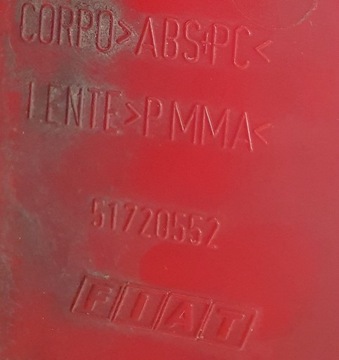 CORPO>ABS+PC<
LENTE>PMMA<
51720552
FIAT